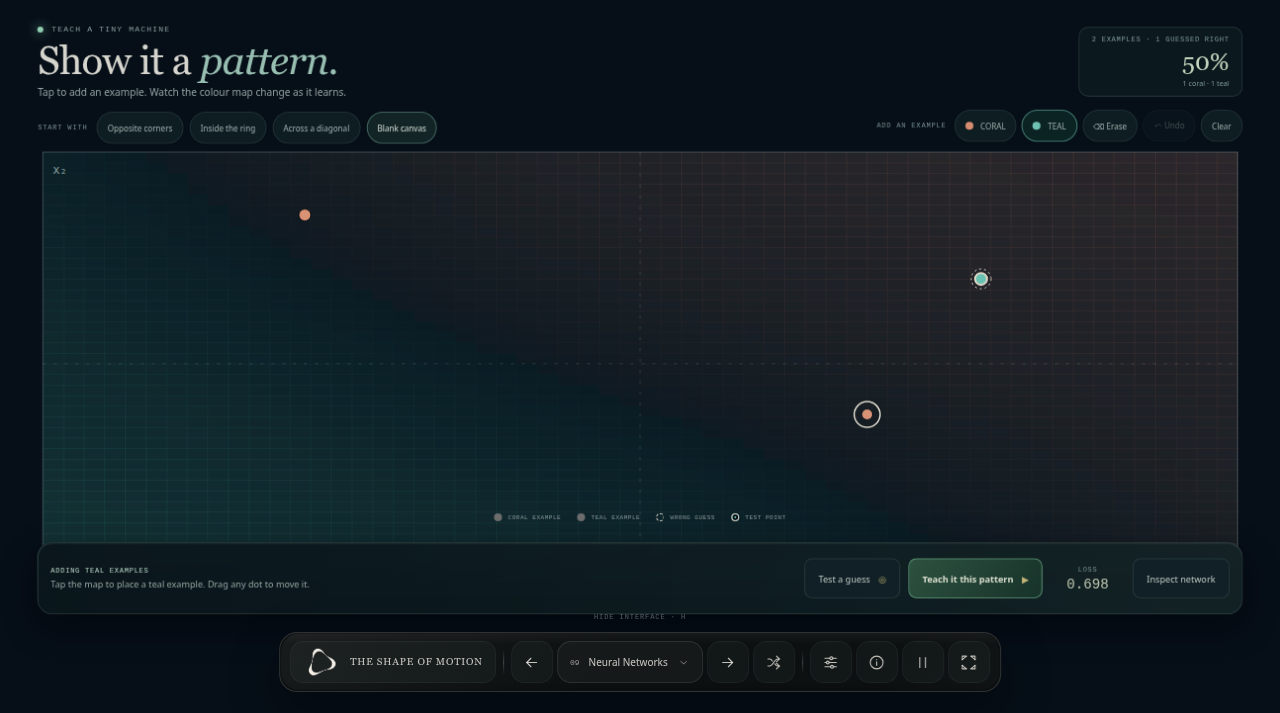 TEACH A TINY MACHINE
Show it a pattern.
Tap to add an example. Watch the colour map change as it learns.
2 EXAMPLES · 1 GUESSED RIGHT
50%
1 coral · 1 teal
START WITH
Opposite corners
Inside the ring
Across a diagonal
Blank canvas
ADD AN EXAMPLE
CORAL
TEAL
⌫ Erase
↶ Undo
Clear
X₂
CORAL EXAMPLE
TEAL EXAMPLE
WRONG GUESS
TEST POINT
ADDING TEAL EXAMPLES
Tap the map to place a teal example. Drag any dot to move it.
Test a guess ◎
Teach it this pattern ▶
LOSS
0.698
Inspect network
HIDE INTERFACE · H
THE SHAPE OF MOTION
09 Neural Networks